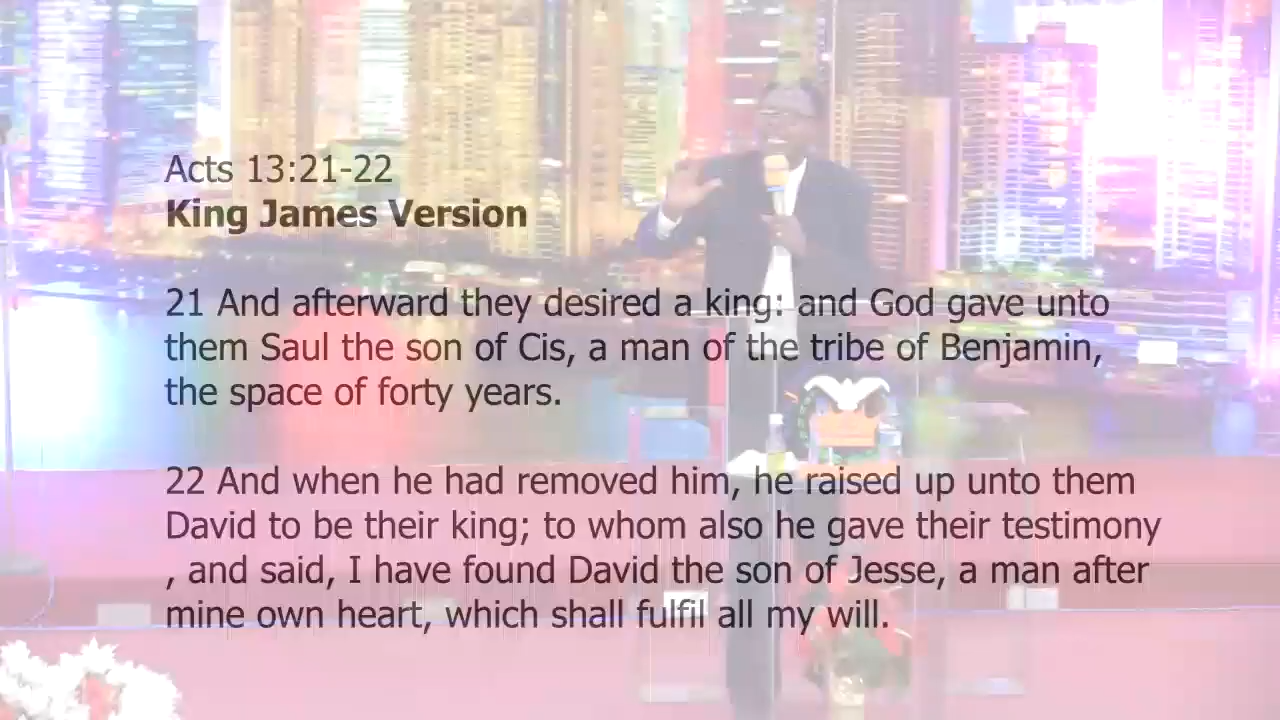 Acts 13:21-22
King James Version
21 And afterward they desired a king: and God gave unto
them Saul the son of Cis, a man of the tribe of Benjamin,
the space of forty years.
22 And when he had removed him, he raised up unto them
David to be their king; to whom also he gave their testimony
, and said, I have found David the son of Jesse, a man after
mine own heart, which shall fulfil all my will.